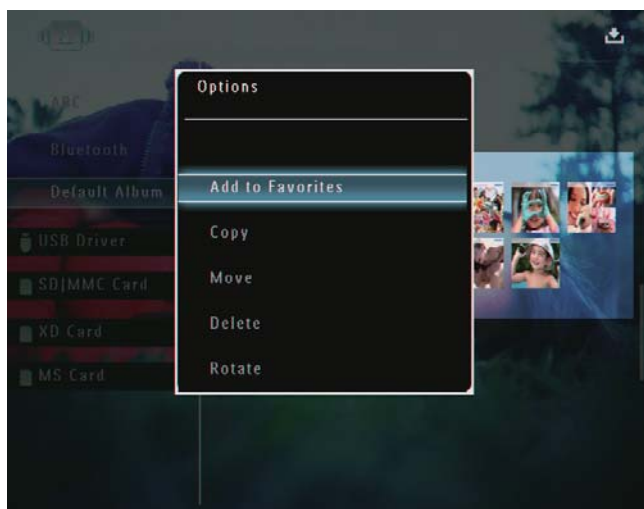 Options
Add to Favorites
Copy
Move
Delete
Rotate
ABC
Bluetooth
Default Album
USB Driver
SD|MMC Card
XD Card
MS Card